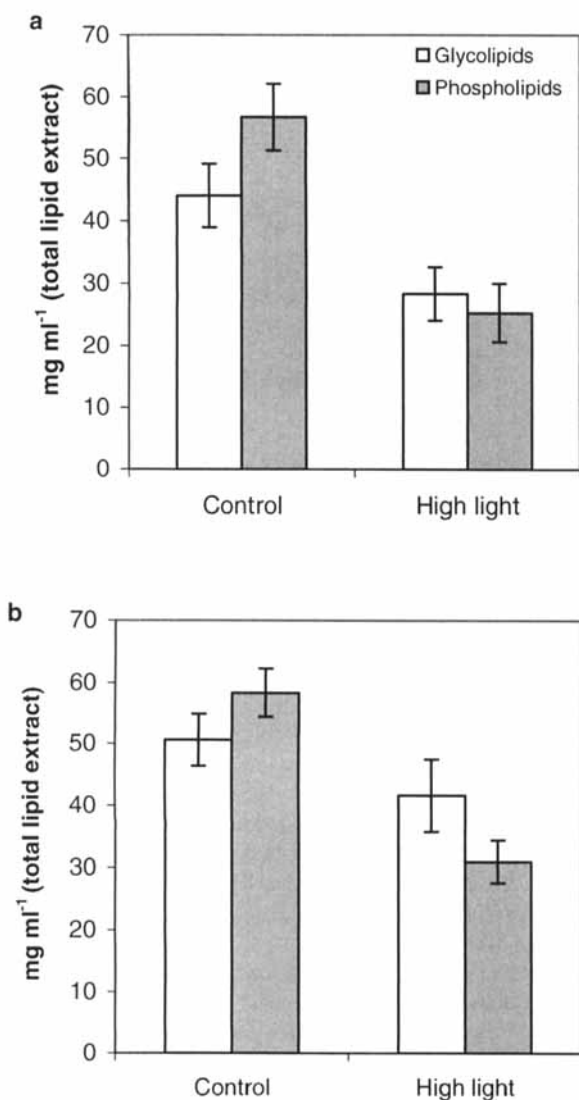 a
70
60
50
40
30
20
10
0
mg ml⁻¹ (total lipid extract)
Glycolipids
Phospholipids
Control High light
b
70
60
50
40
30
20
10
0
mg ml⁻¹ (total lipid extract)
Control High light